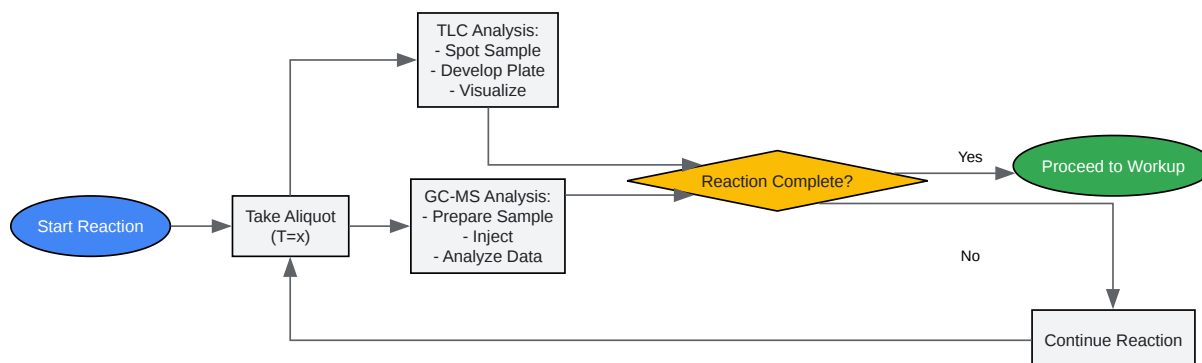 Start Reaction
Take Aliquot
(T=x)
TLC Analysis:
- Spot Sample
- Develop Plate
- Visualize
GC-MS Analysis:
- Prepare Sample
- Inject
- Analyze Data
Reaction Complete?
Yes
Proceed to Workup
No
Continue Reaction